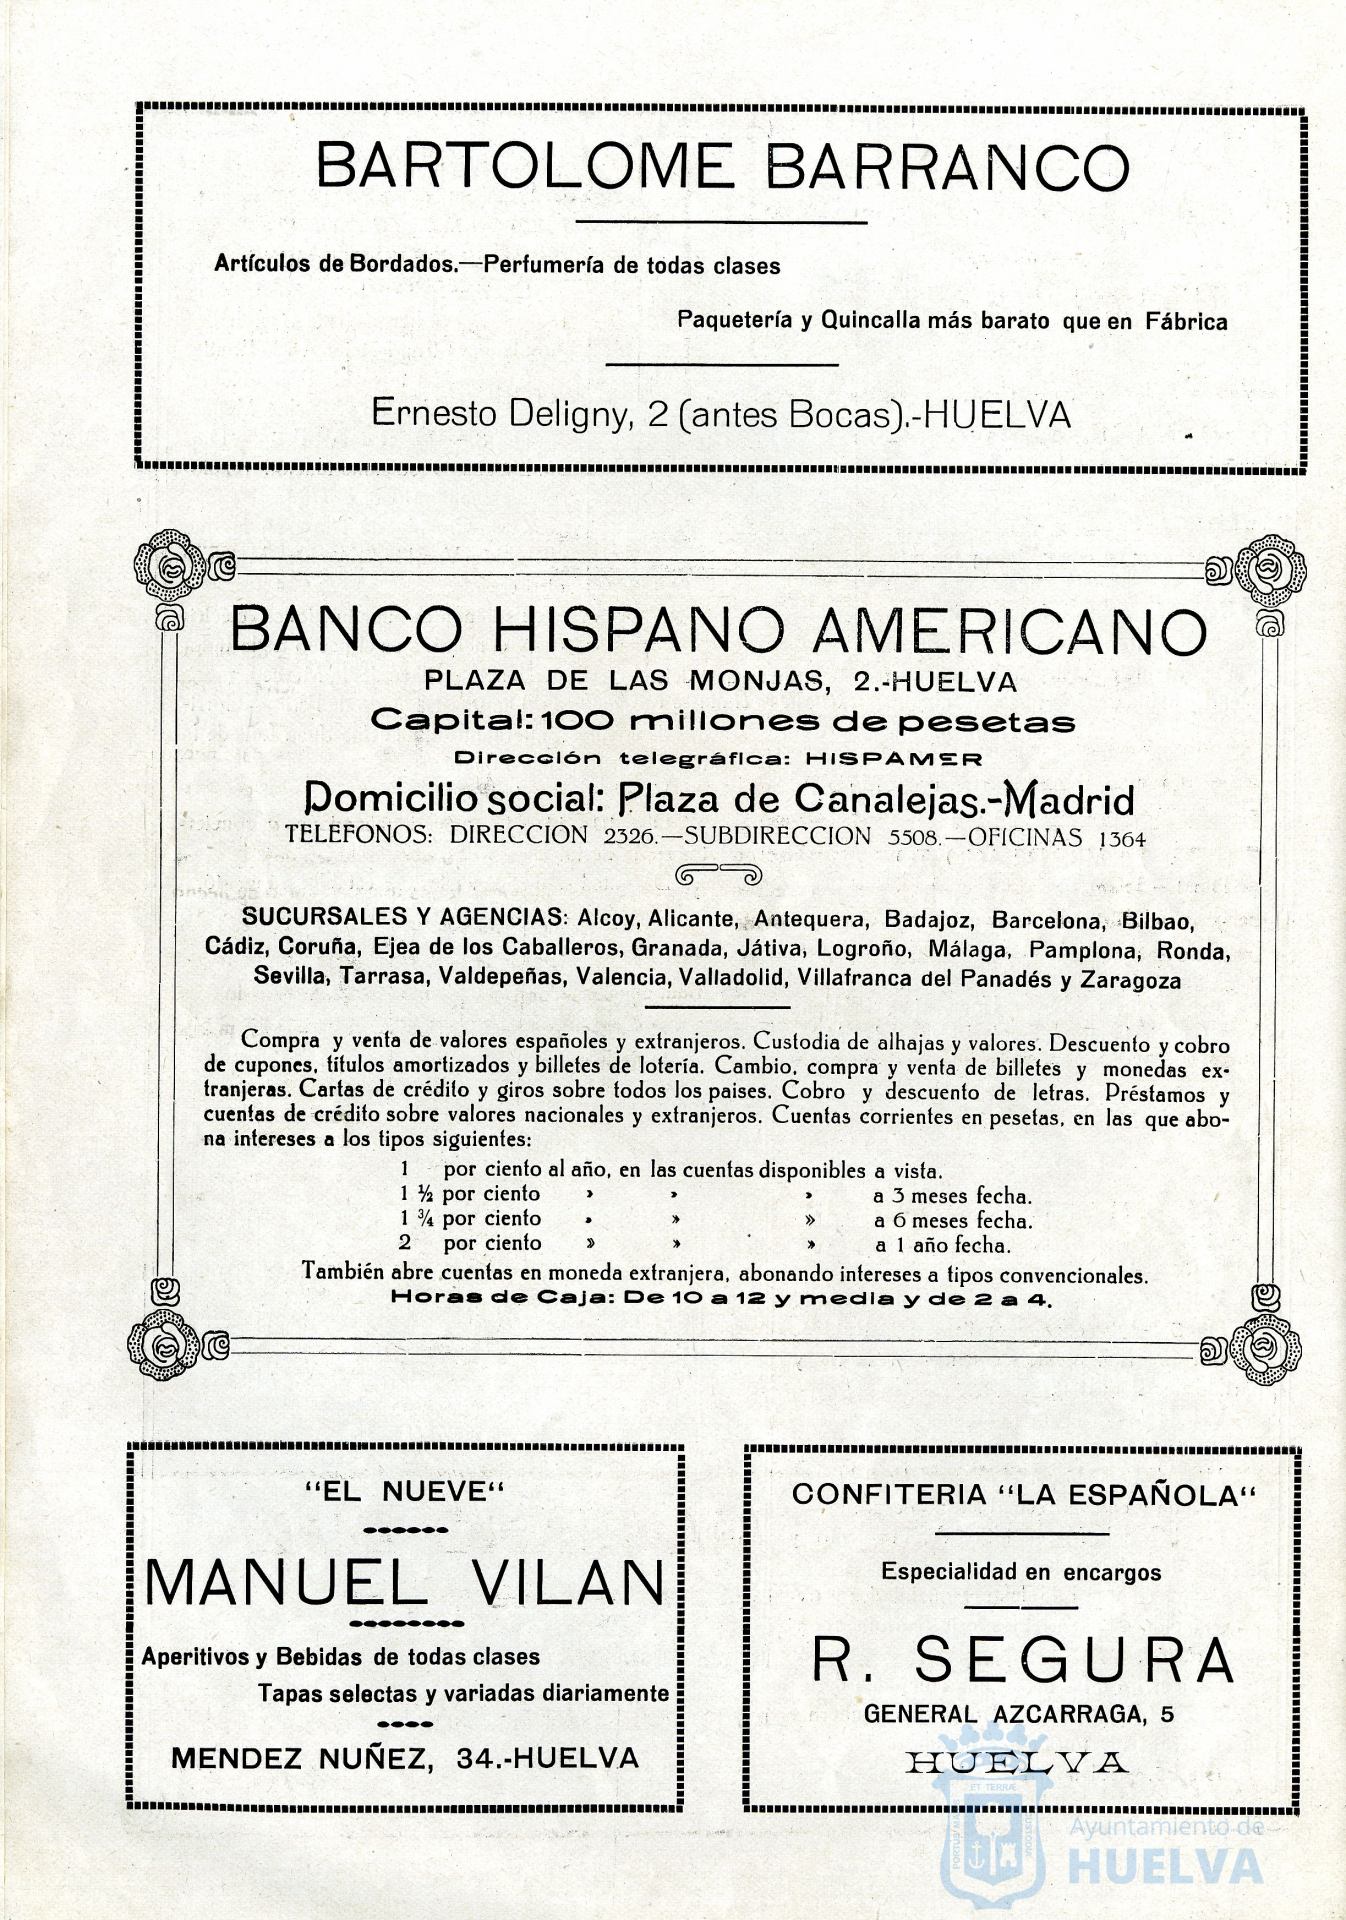 BARTOLOME BARRANCO
Artículos de Bordados.—Perfumería de todas clases
Paquetería y Quincalla más barato que en Fábrica
Ernesto Deligny, 2 (antes Bocas).-HUELVA
BANCO HISPANO AMERICANO
PLAZA DE LAS MONJAS, 2.-HUELVA
Capital: 100 millones de pesetas
Dirección telegráfica: HISPAMER
Domicilio social: Plaza de Canalejas.-Madrid
TELEFONOS: DIRECCION 2326.—SUBDIRECCION 5508.—OFICINAS 1364
SUCURSALES Y AGENCIAS: Alcoy, Alicante, Antequera, Badajoz, Barcelona, Bilbao,
Cádiz, Coruña, Ejea de los Caballeros, Granada, Játiva, Logroño, Málaga, Pamplona, Ronda,
Sevilla, Tarrasa, Valdepeñas, Valencia, Valladolid, Villafranca del Panadés y Zaragoza
Compra y venta de valores españoles y extranjeros. Custodia de alhajas y valores. Descuento y cobro
de cupones, títulos amortizados y billetes de lotería. Cambio, compra y venta de billetes y monedas ex-
tranjeras. Cartas de crédito y giros sobre todos los paises. Cobro y descuento de letras. Préstamos y
cuentas de crédito sobre valores nacionales y extranjeros. Cuentas corrientes en pesetas, en las que abo-
na intereses a los tipos siguientes:
1 por ciento al año, en las cuentas disponibles a vista.
1 ½ por ciento » » » a 3 meses fecha.
1 ¾ por ciento » » » a 6 meses fecha.
2 por ciento » » » a 1 año fecha.
También abre cuentas en moneda extranjera, abonando intereses a tipos convencionales.
Horas de Caja: De 10 a 12 y media y de 2 a 4.
"EL NUEVE"
MANUEL VILAN
Aperitivos y Bebidas de todas clases
Tapas selectas y variadas diariamente
MENDEZ NUÑEZ, 34.-HUELVA
CONFITERIA "LA ESPAÑOLA"
Especialidad en encargos
R. SEGURA
GENERAL AZCARRAGA, 5
HUELVA
PORTUS MARIS
ET TERRÆ
CUSTODIA
Ayuntamiento de
HUELVA